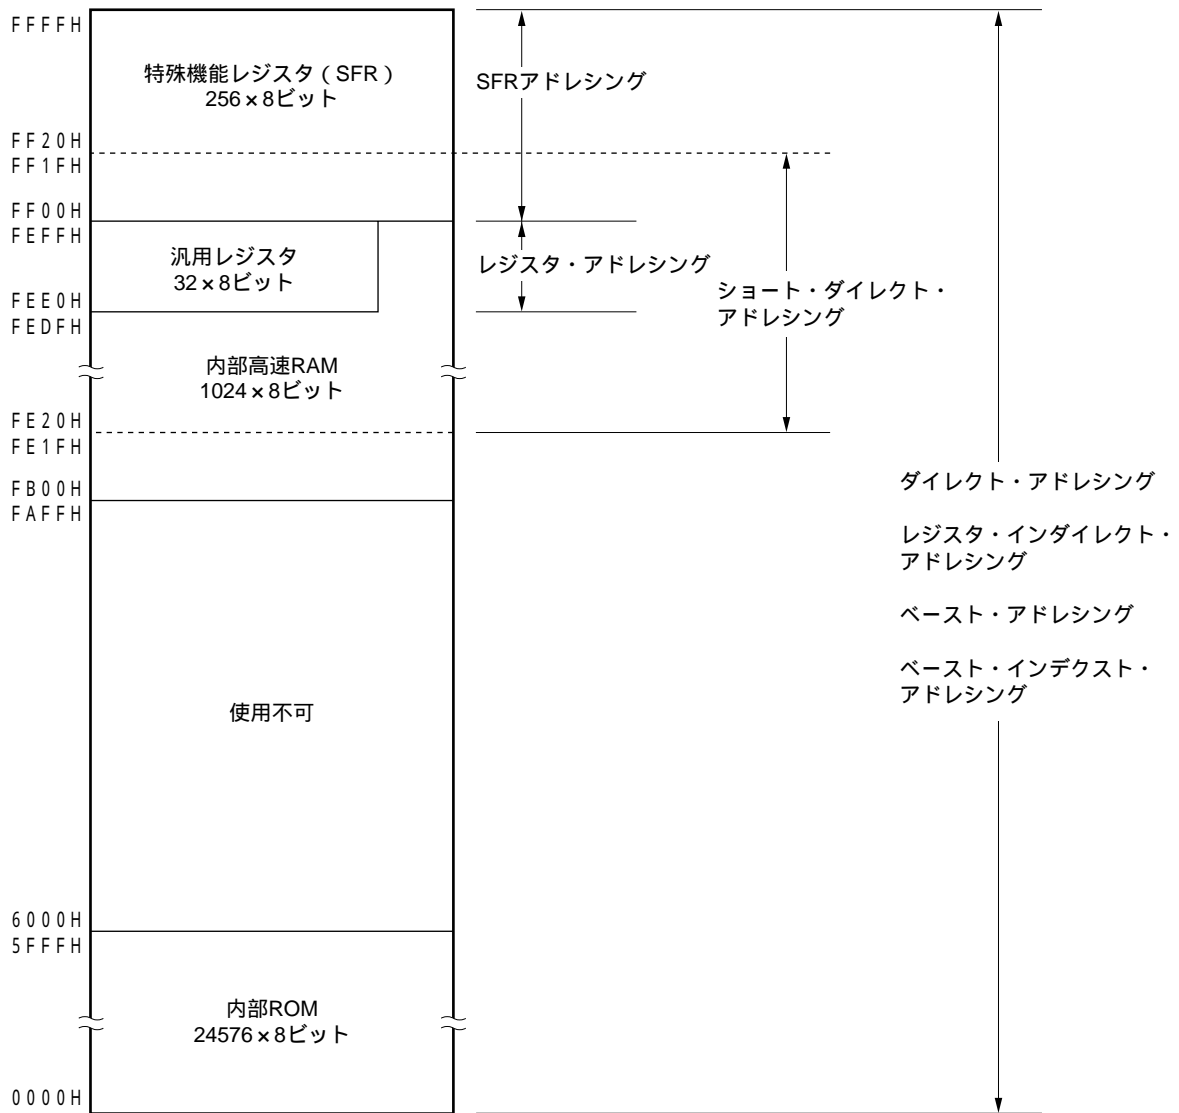 FFFFH
特殊機能レジスタ（SFR）
256×8ビット
SFRアドレシング
FF20H
FF1FH
FF00H
FEFFH
汎用レジスタ
32×8ビット
レジスタ・アドレシング
ショート・ダイレクト・
アドレシング
FEE0H
FEDFH
内部高速RAM
1024×8ビット
FE20H
FE1FH
FB00H
FAFFH
ダイレクト・アドレシング
レジスタ・インダイレクト・
アドレシング
ベースト・アドレシング
ベースト・インデクスト・
アドレシング
使用不可
6000H
5FFFH
内部ROM
24576×8ビット
0000H